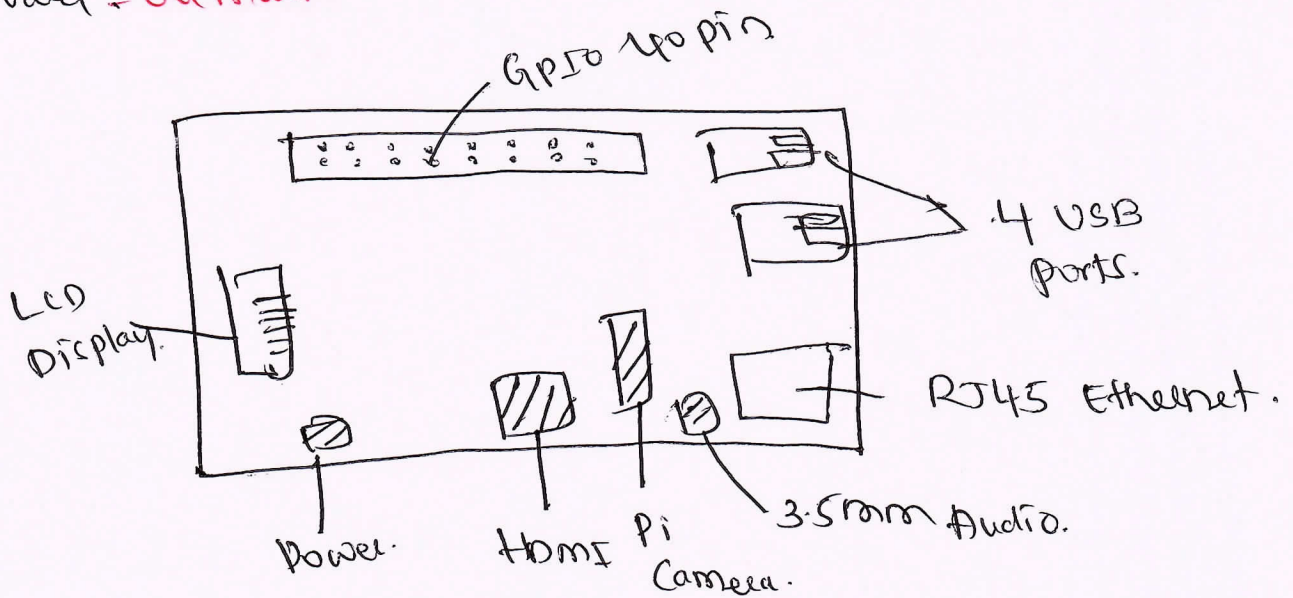 GPIO 40 pin
4 USB
ports.
LCD
Display.
RJ45 Ethernet.
Power.
HDMI
Pi
Camera.
3.5mm Audio.